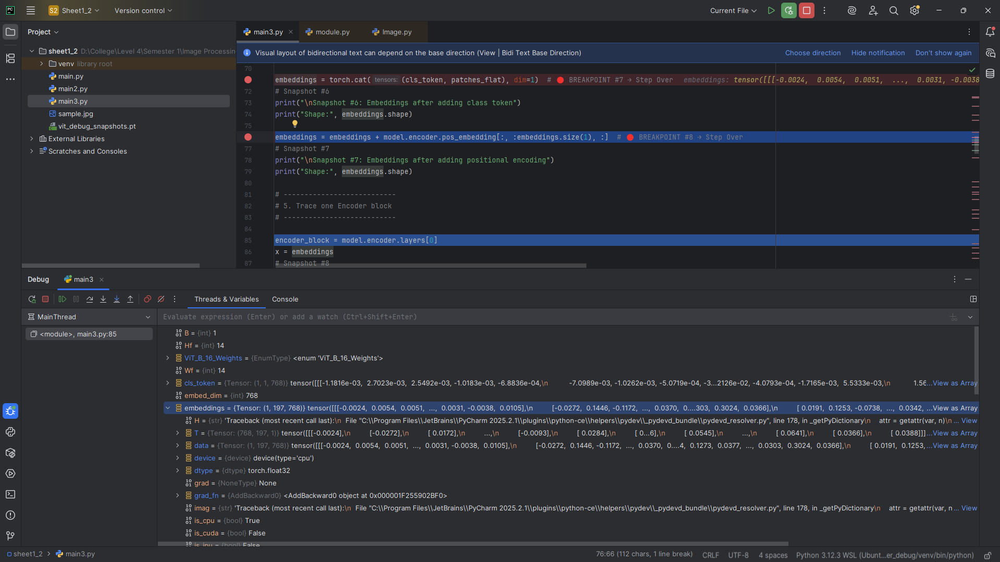 PC S2 Sheet1_2 Version control Current File
Project
sheet1_2 D:\College\Level 4\Semester 1\Image Processin
venv library root
main.py
main2.py
main3.py
sample.jpg
vit_debug_snapshots.pt
External Libraries
Scratches and Consoles
main3.py module.py Image.py
Visual layout of bidirectional text can depend on the base direction (View | Bidi Text Base Direction) Choose direction Hide notification Don't show again
70
embeddings = torch.cat( tensors: (cls_token, patches_flat), dim=1) # 🔴 BREAKPOINT #7 → Step Over embeddings: tensor([[[-0.0024, 0.0054, 0.0051, ..., 0.0031, -0.0038
72 # Snapshot #6
73 print("\nSnapshot #6: Embeddings after adding class token")
74 print("Shape:", embeddings.shape)
75
embeddings = embeddings + model.encoder.pos_embedding[:, :embeddings.size(1), :] # 🔴 BREAKPOINT #8 → Step Over
77 # Snapshot #7
78 print("\nSnapshot #7: Embeddings after adding positional encoding")
79 print("Shape:", embeddings.shape)
80
81 # ---------------------------
82 # 5. Trace one Encoder block
83 # ---------------------------
84
85 encoder_block = model.encoder.layers[0]
86 x = embeddings
87 # Snapshot #8
Debug main3
Threads & Variables Console
MainThread
<module>, main3.py:85
Evaluate expression (Enter) or add a watch (Ctrl+Shift+Enter)
B = {int} 1
Hf = {int} 14
ViT_B_16_Weights = {EnumType} <enum 'ViT_B_16_Weights'>
Wf = {int} 14
cls_token = {Tensor: (1, 1, 768)} tensor([[[-1.1816e-03, 2.7023e-03, 2.5492e-03, -1.0183e-03, -6.8836e-04,\n -7.0989e-03, -1.0262e-03, -5.0719e-04, -3...2126e-02, -4.0793e-04, -1.7165e-03, 5.5333e-03,\n 1.56...View as Array
embed_dim = {int} 768
embeddings = {Tensor: (1, 197, 768)} tensor([[[-0.0024, 0.0054, 0.0051, ..., 0.0031, -0.0038, 0.0105],\n [-0.0272, 0.1446, -0.1172, ..., 0.0370, 0....303, 0.3024, 0.0366],\n [ 0.0191, 0.1253, -0.0738, ..., 0.0342, ...View as Array
H = {str} 'Traceback (most recent call last):\n File "C:\\Program Files\\JetBrains\\PyCharm 2025.2.1\\plugins\\python-ce\\helpers\\pydev\\_pydevd_bundle\\pydevd_resolver.py", line 178, in _getPyDictionary\n attr = getattr(var, n)\n ... View
T = {Tensor: (768, 197, 1)} tensor([[[-0.0024],\n [-0.0272],\n [ 0.0172],\n ...,\n [-0.0093],\n [ 0.0284],\n [ 0...6],\n [ 0.0545],\n ...,\n [ 0.0641],\n [ 0.0366],\n [ 0.0388]]]...View as Array
data = {Tensor: (1, 197, 768)} tensor([[[-0.0024, 0.0054, 0.0051, ..., 0.0031, -0.0038, 0.0105],\n [-0.0272, 0.1446, -0.1172, ..., 0.0370, 0....4, 0.1273, 0.0377, ..., 0.0303, 0.3024, 0.0366],\n [ 0.0191, 0.1253, ...View as Array
device = {device} device(type='cpu')
dtype = {dtype} torch.float32
grad = {NoneType} None
grad_fn = {AddBackward0} <AddBackward0 object at 0x000001F255902BF0>
imag = {str} 'Traceback (most recent call last):\n File "C:\\Program Files\\JetBrains\\PyCharm 2025.2.1\\plugins\\python-ce\\helpers\\pydev\\_pydevd_bundle\\pydevd_resolver.py", line 178, in _getPyDictionary\n attr = getattr(var, n... View
is_cpu = {bool} True
is_cuda = {bool} False
is_ipu = {bool} False
sheet1_2 > main3.py 76:66 (112 chars, 1 line break) CRLF UTF-8 4 spaces Python 3.12.3 WSL (Ubunt...er_debug/venv/bin/python)